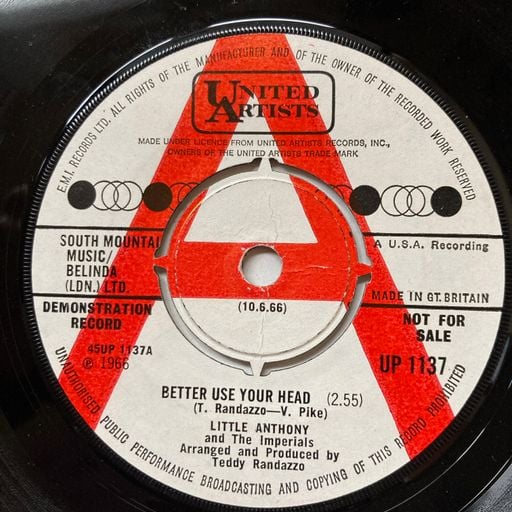 E.M.I. RECORDS LTD. ALL RIGHTS OF THE MANUFACTURER AND OF THE OWNER OF THE RECORDED WORK RESERVED
UNITED
ARTISTS
MADE UNDER LICENCE FROM UNITED ARTISTS RECORDS, INC.,
OWNERS OF THE UNITED ARTISTS TRADE MARK
SOUTH MOUNTAI
MUSIC/
BELINDA
(LDN.) LTD.
A U.S.A. Recording
MADE IN GT. BRITAIN
DEMONSTRATION
RECORD
(10.6.66)
NOT FOR
SALE
45UP 1137A
℗ 1966
UP 1137
BETTER USE YOUR HEAD (2.55)
(T. Randazzo—V. Pike)
LITTLE ANTHONY
and The Imperials
Arranged and Produced by
Teddy Randazzo
UNAUTHORISED PUBLIC PERFORMANCE BROADCASTING AND COPYING OF THIS RECORD PROHIBITED
A